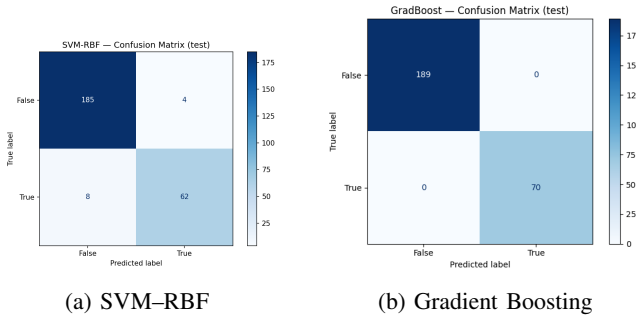 SVM-RBF — Confusion Matrix (test)
True label
False
185
4
True
8
62
False
True
Predicted label
175
150
125
100
75
50
25
(a) SVM–RBF
GradBoost — Confusion Matrix (test)
True label
False
189
0
True
0
70
False
True
Predicted label
17
15
12
10
75
50
25
0
(b) Gradient Boosting